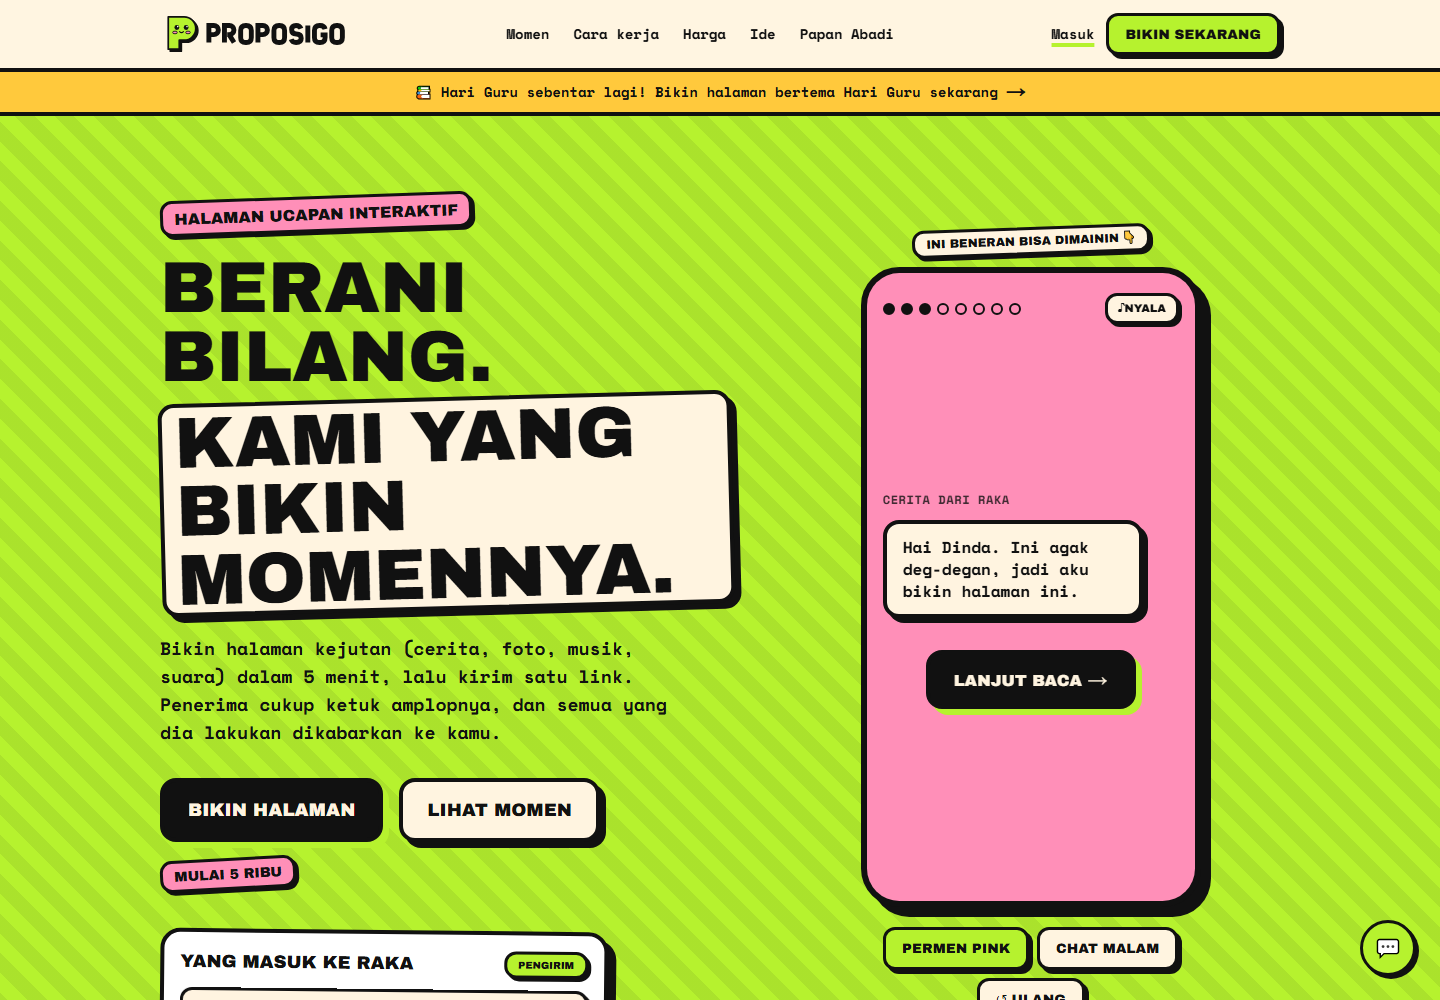 PROPOSIGO
Momen Cara kerja Harga Ide Papan Abadi
Masuk BIKIN SEKARANG
📚 Hari Guru sebentar lagi! Bikin halaman bertema Hari Guru sekarang →
HALAMAN UCAPAN INTERAKTIF
BERANI
BILANG.
KAMI YANG
BIKIN
MOMENNYA.
Bikin halaman kejutan (cerita, foto, musik,
suara) dalam 5 menit, lalu kirim satu link.
Penerima cukup ketuk amplopnya, dan semua yang
dia lakukan dikabarkan ke kamu.
BIKIN HALAMAN LIHAT MOMEN
MULAI 5 RIBU
YANG MASUK KE RAKA PENGIRIM
INI BENERAN BISA DIMAININ 👇
♪NYALA
CERITA DARI RAKA
Hai Dinda. Ini agak
deg-degan, jadi aku
bikin halaman ini.
LANJUT BACA →
PERMEN PINK CHAT MALAM
↺ ULANG